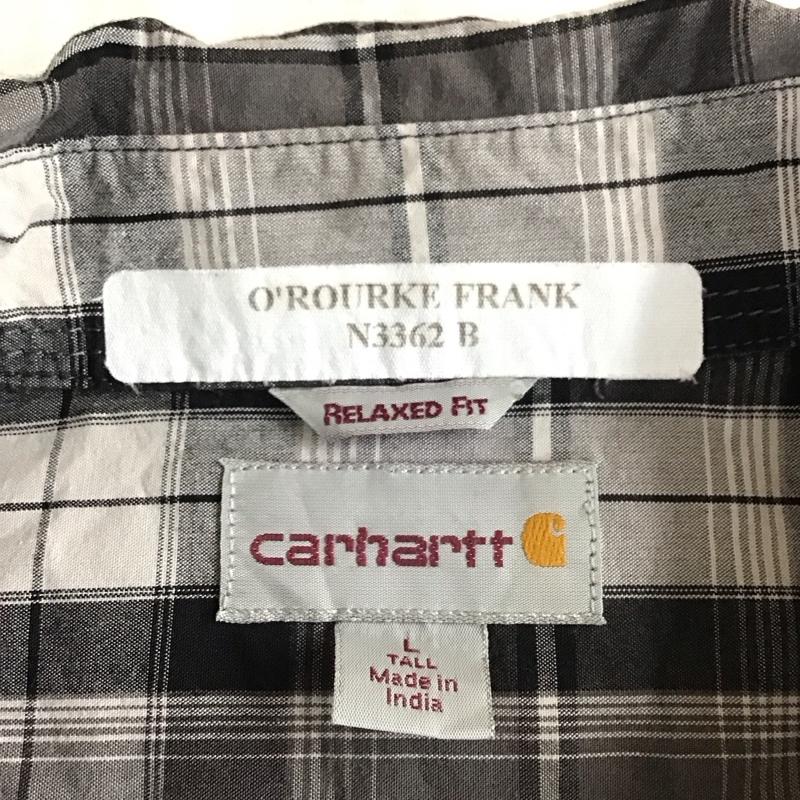 O'ROURKE FRANK
N3362 B
RELAXED FIT
carhartt
L
TALL
Made in
India